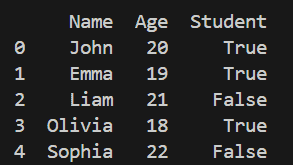 Name Age Student
0 John 20 True
1 Emma 19 True
2 Liam 21 False
3 Olivia 18 True
4 Sophia 22 False